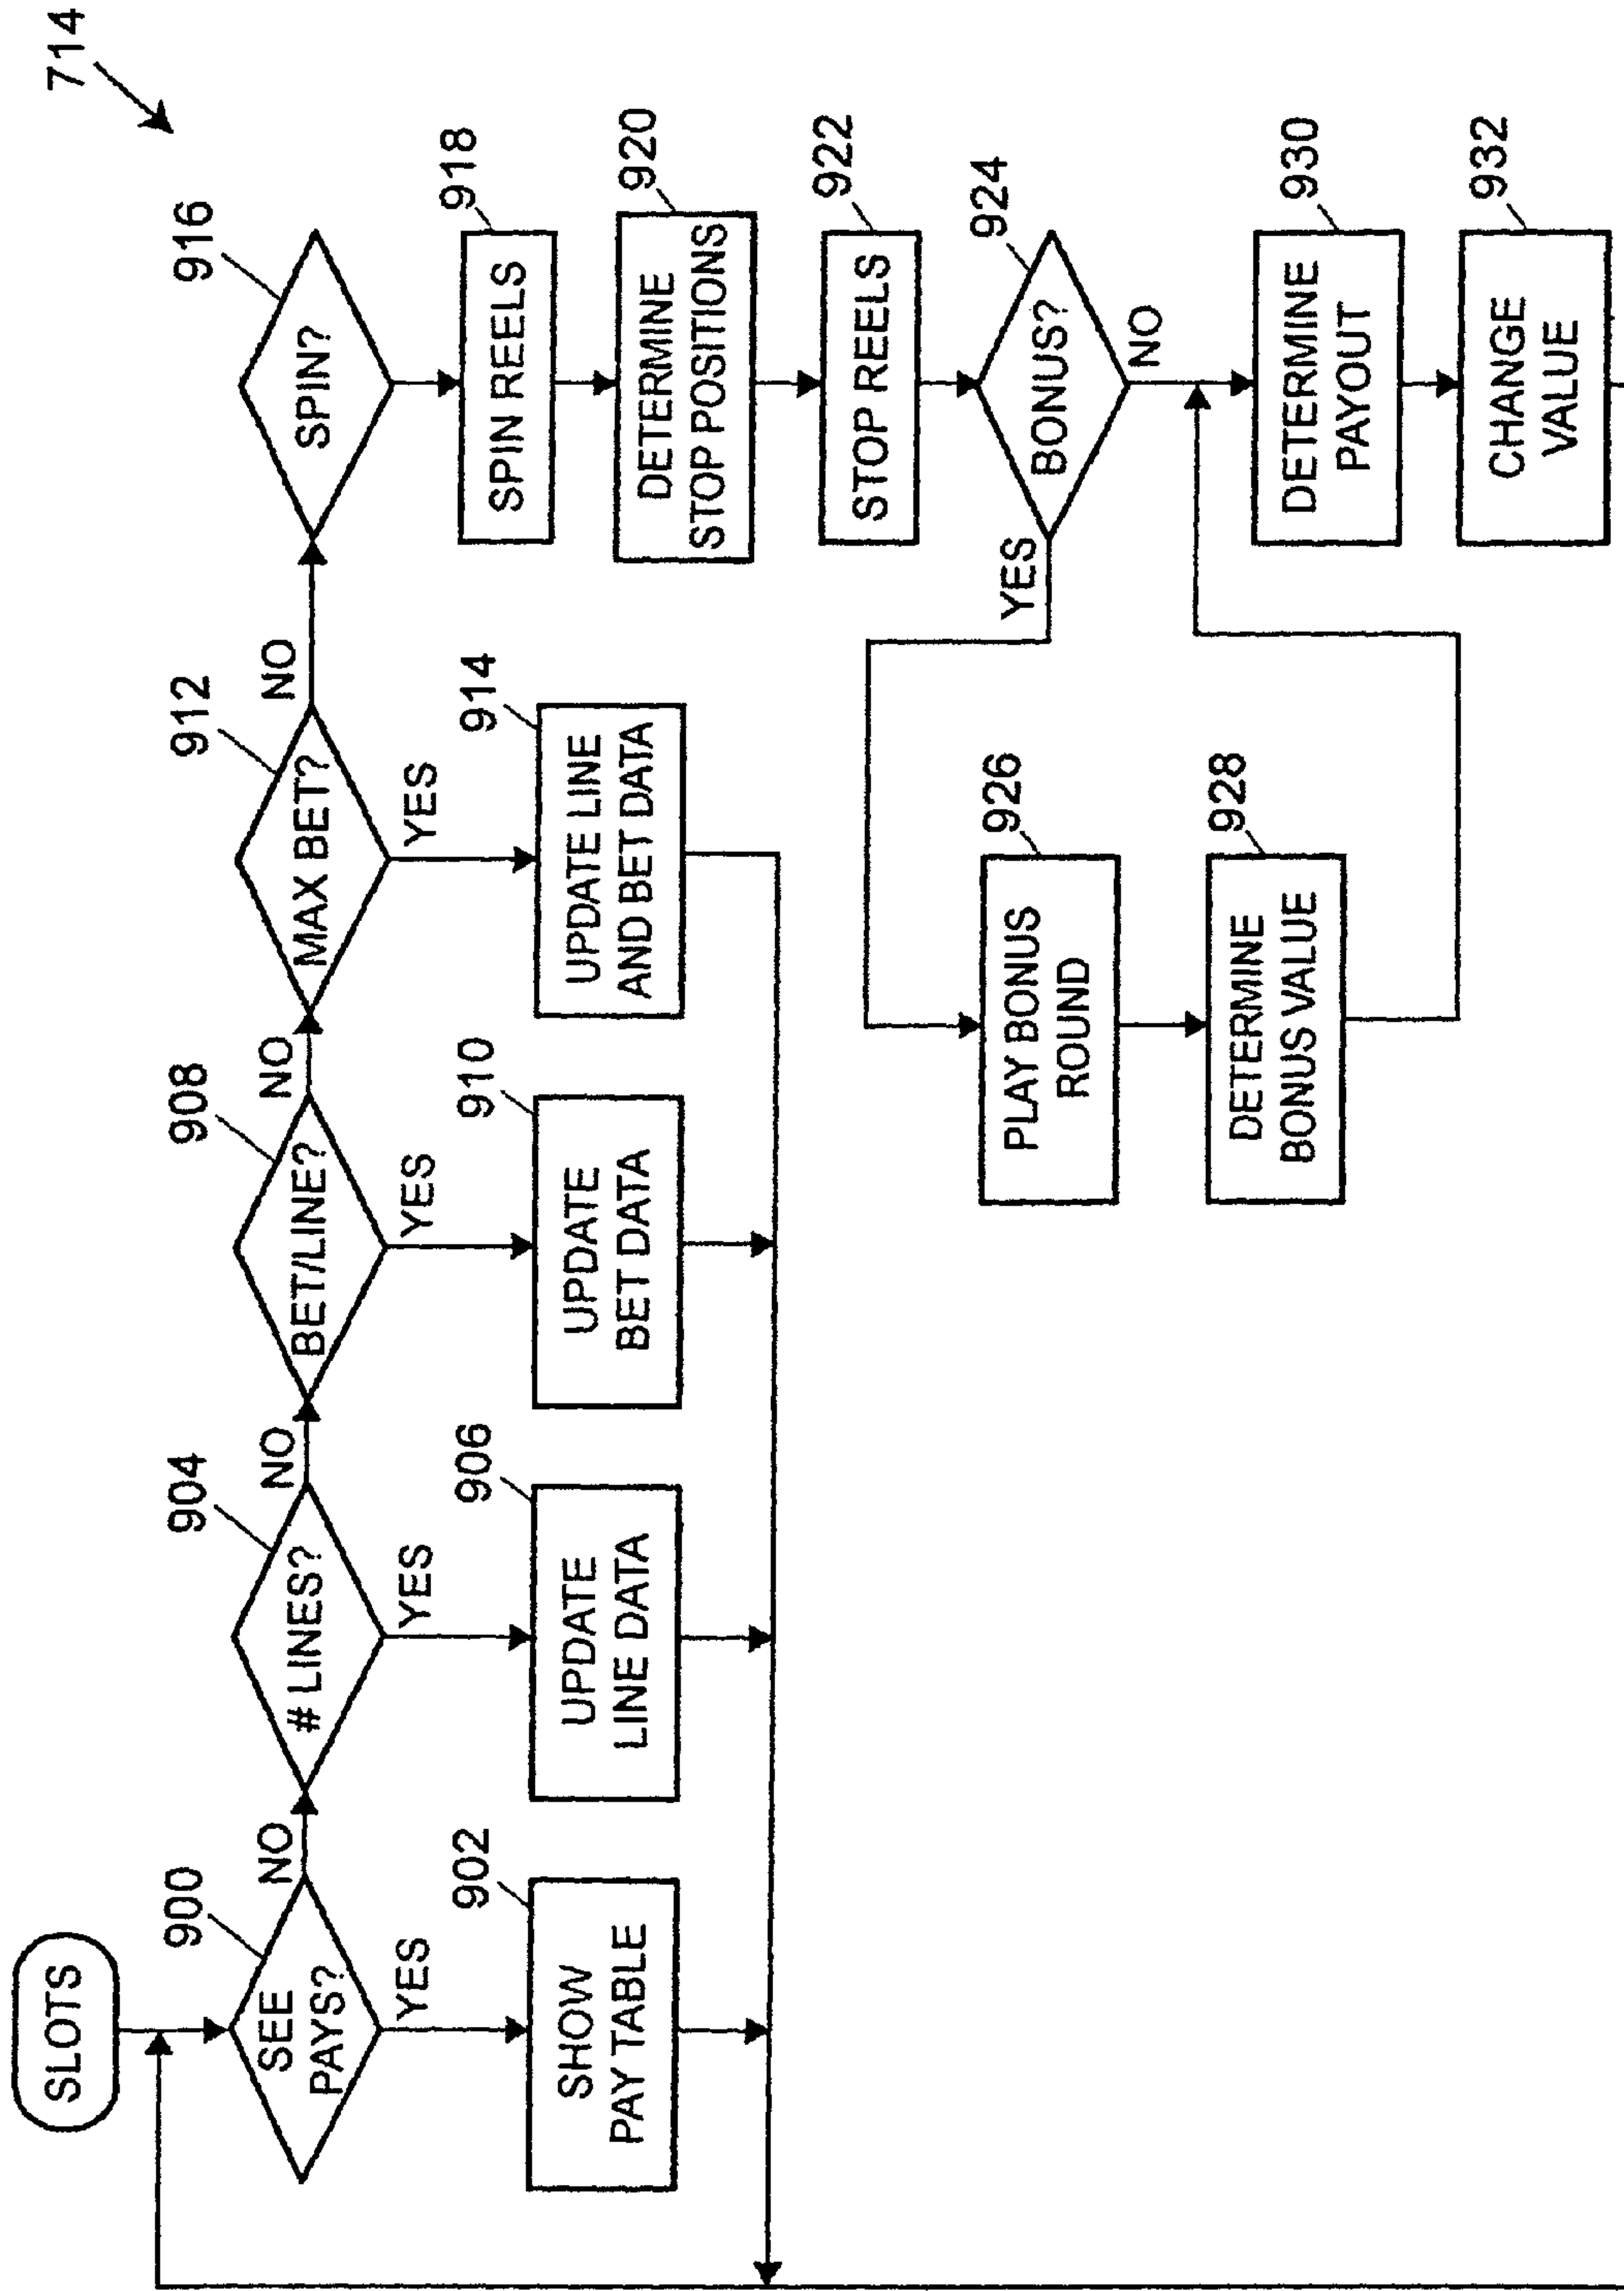 714
SLOTS
900
SEE
PAYS?
NO
YES
902
SHOW
PAY TABLE
904
# LINES?
NO
YES
906
UPDATE
LINE DATA
908
BET/LINE?
NO
YES
910
UPDATE
BET DATA
912
MAX BET?
NO
YES
914
UPDATE LINE
AND BET DATA
916
SPIN?
918
SPIN REELS
920
DETERMINE
STOP POSITIONS
922
STOP REELS
924
BONUS?
YES
NO
926
PLAY BONUS
ROUND
928
DETERMINE
BONUS VALUE
930
DETERMINE
PAYOUT
932
CHANGE
VALUE